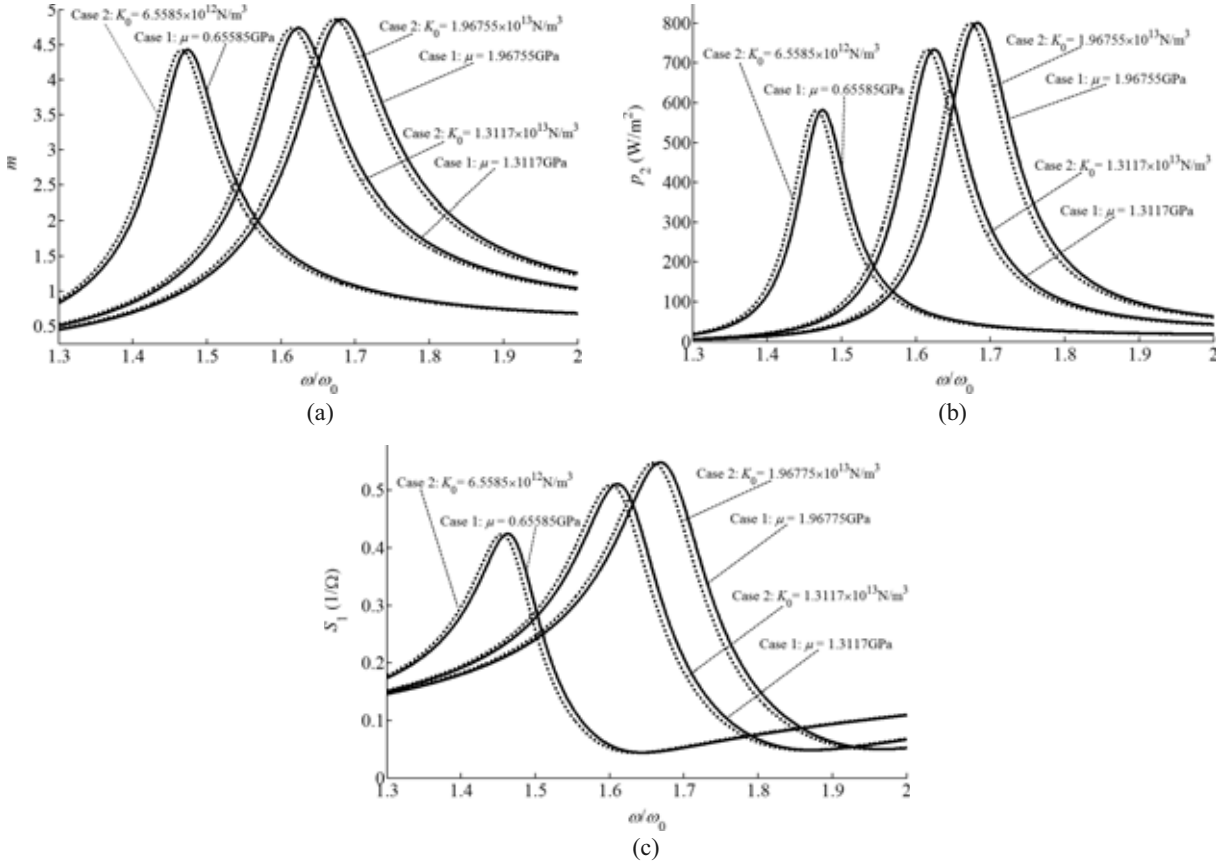 Case 2: K₀ = 6.5585×10¹²N/m³
Case 1: μ = 0.65585GPa
Case 2: K₀ = 1.96755×10¹³N/m³
Case 1: μ = 1.96755GPa
Case 2: K₀ = 1.3117×10¹³N/m³
Case 1: μ = 1.3117GPa
m
5
4.5
4
3.5
3
2.5
2
1.5
1
0.5
1.3 1.4 1.5 1.6 1.7 1.8 1.9 2
ω/ω₀
(a)
Case 2: K₀ = 6.5585×10¹²N/m³
Case 1: μ = 0.65585GPa
Case 2: K₀ = 1.96755×10¹³N/m³
Case 1: μ = 1.96755GPa
Case 2: K₀ = 1.3117×10¹³N/m³
Case 1: μ = 1.3117GPa
p₂ (W/m²)
800
700
600
500
400
300
200
100
0
1.3 1.4 1.5 1.6 1.7 1.8 1.9 2
ω/ω₀
(b)
Case 2: K₀ = 6.5585×10¹²N/m³
Case 1: μ = 0.65585GPa
Case 2: K₀ = 1.96775×10¹³N/m³
Case 1: μ = 1.96775GPa
Case 2: K₀ = 1.3117×10¹³N/m³
Case 1: μ = 1.3117GPa
S₁ (1/Ω)
0.5
0.4
0.3
0.2
0.1
0
1.3 1.4 1.5 1.6 1.7 1.8 1.9 2
ω/ω₀
(c)